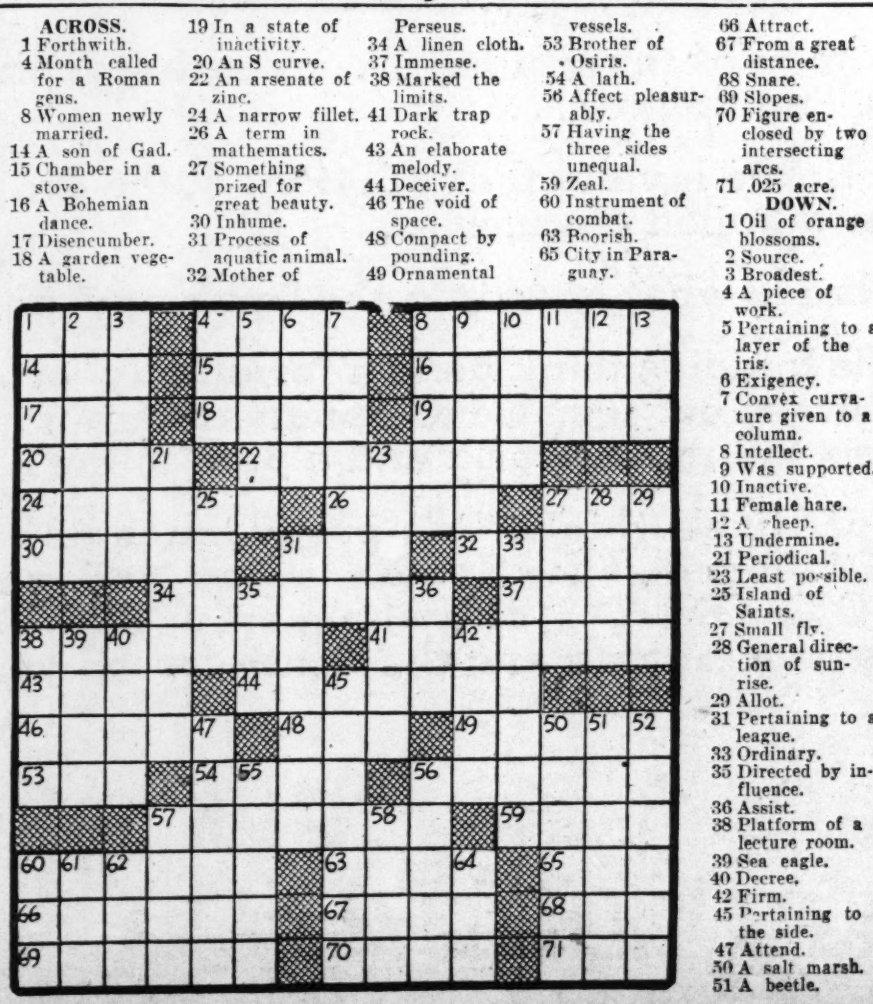 ACROSS.
1 Forthwith.
4 Month called
for a Roman
gens.
8 Women newly
married.
14 A son of Gad.
15 Chamber in a
stove.
16 A Bohemian
dance.
17 Disencumber.
18 A garden vege-
table.
19 In a state of
inactivity.
20 An S curve.
22 An arsenate of
zinc.
24 A narrow fillet.
26 A term in
mathematics.
27 Something
prized for
great beauty.
30 Inhume.
31 Process of
aquatic animal.
32 Mother of
Perseus.
34 A linen cloth.
37 Immense.
38 Marked the
limits.
41 Dark trap
rock.
43 An elaborate
melody.
44 Deceiver.
46 The void of
space.
48 Compact by
pounding.
49 Ornamental
vessels.
53 Brother of
Osiris.
54 A lath.
56 Affect pleasur-
ably.
57 Having the
three sides
unequal.
59 Zeal.
60 Instrument of
combat.
63 Boorish.
65 City in Para-
guay.
66 Attract.
67 From a great
distance.
68 Snare.
69 Slopes.
70 Figure en-
closed by two
intersecting
arcs.
71 .025 acre.
DOWN.
1 Oil of orange
blossoms.
2 Source.
3 Broadest.
4 A piece of
work.
5 Pertaining to a
layer of the
iris.
6 Exigency.
7 Convex curva-
ture given to a
column.
8 Intellect.
9 Was supported.
10 Inactive.
11 Female hare.
12 A sheep.
13 Undermine.
21 Periodical.
23 Least possible.
25 Island of
Saints.
27 Small fly.
28 General direc-
tion of sun-
rise.
29 Allot.
31 Pertaining to a
league.
33 Ordinary.
35 Directed by in-
fluence.
36 Assist.
38 Platform of a
lecture room.
39 Sea eagle.
40 Decree.
42 Firm.
45 Pertaining to
the side.
47 Attend.
50 A salt marsh.
51 A beetle.
1 2 3 4 5 6 7 8 9 10 11 12 13
14 15 16
17 18 19
20 21 22 23
24 25 26 27 28 29
30 31 32 33
34 35 36 37
38 39 40 41 42
43 44 45
46 47 48 49 50 51 52
53 54 55 56
57 58 59
60 61 62 63 64 65
66 67 68
69 70 71